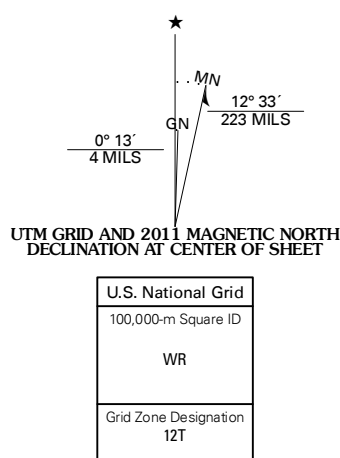 ★
MN
12° 33´
223 MILS
GN
0° 13´
4 MILS
UTM GRID AND 2011 MAGNETIC NORTH
DECLINATION AT CENTER OF SHEET
U.S. National Grid
100,000-m Square ID
WR
Grid Zone Designation
12T